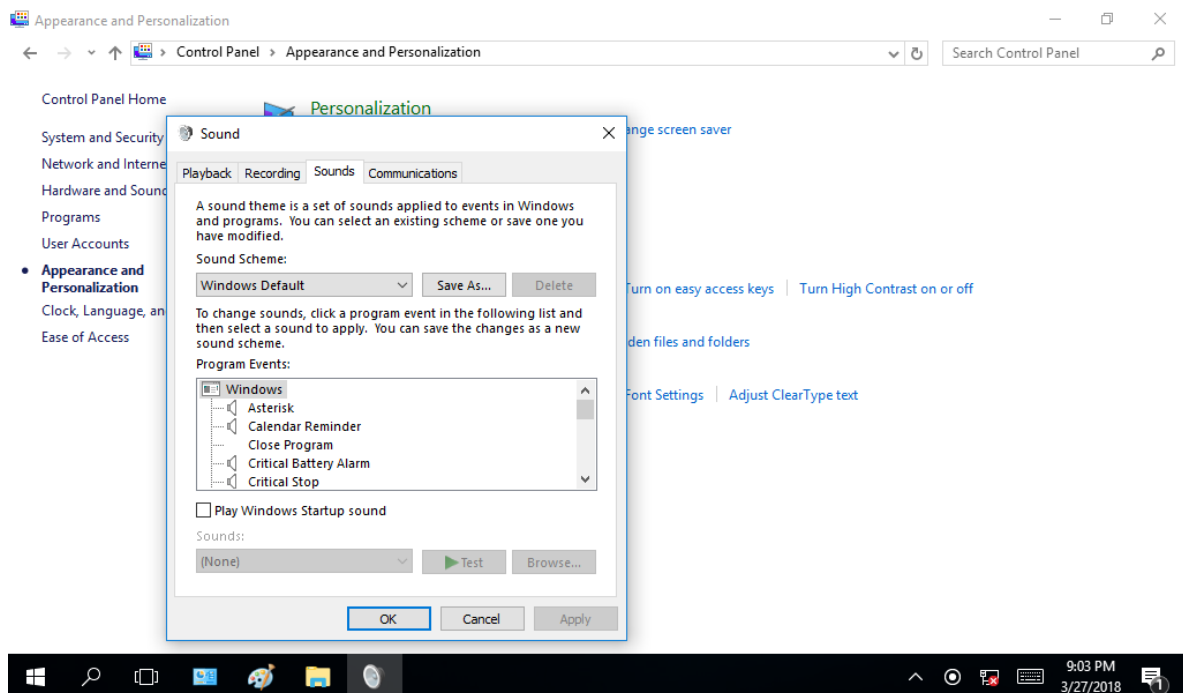 Appearance and Personalization
Control Panel > Appearance and Personalization
Search Control Panel
Control Panel Home
System and Security
Network and Interne
Hardware and Sound
Programs
User Accounts
Appearance and
Personalization
Clock, Language, an
Ease of Access
Personalization
ange screen saver
Turn on easy access keys
Turn High Contrast on or off
den files and folders
Font Settings
Adjust ClearType text
Sound
Playback Recording Sounds Communications
A sound theme is a set of sounds applied to events in Windows
and programs. You can select an existing scheme or save one you
have modified.
Sound Scheme:
Windows Default
Save As...
Delete
To change sounds, click a program event in the following list and
then select a sound to apply. You can save the changes as a new
sound scheme.
Program Events:
Windows
Asterisk
Calendar Reminder
Close Program
Critical Battery Alarm
Critical Stop
Play Windows Startup sound
Sounds:
(None)
Test
Browse...
OK
Cancel
Apply
9:03 PM
3/27/2018
1